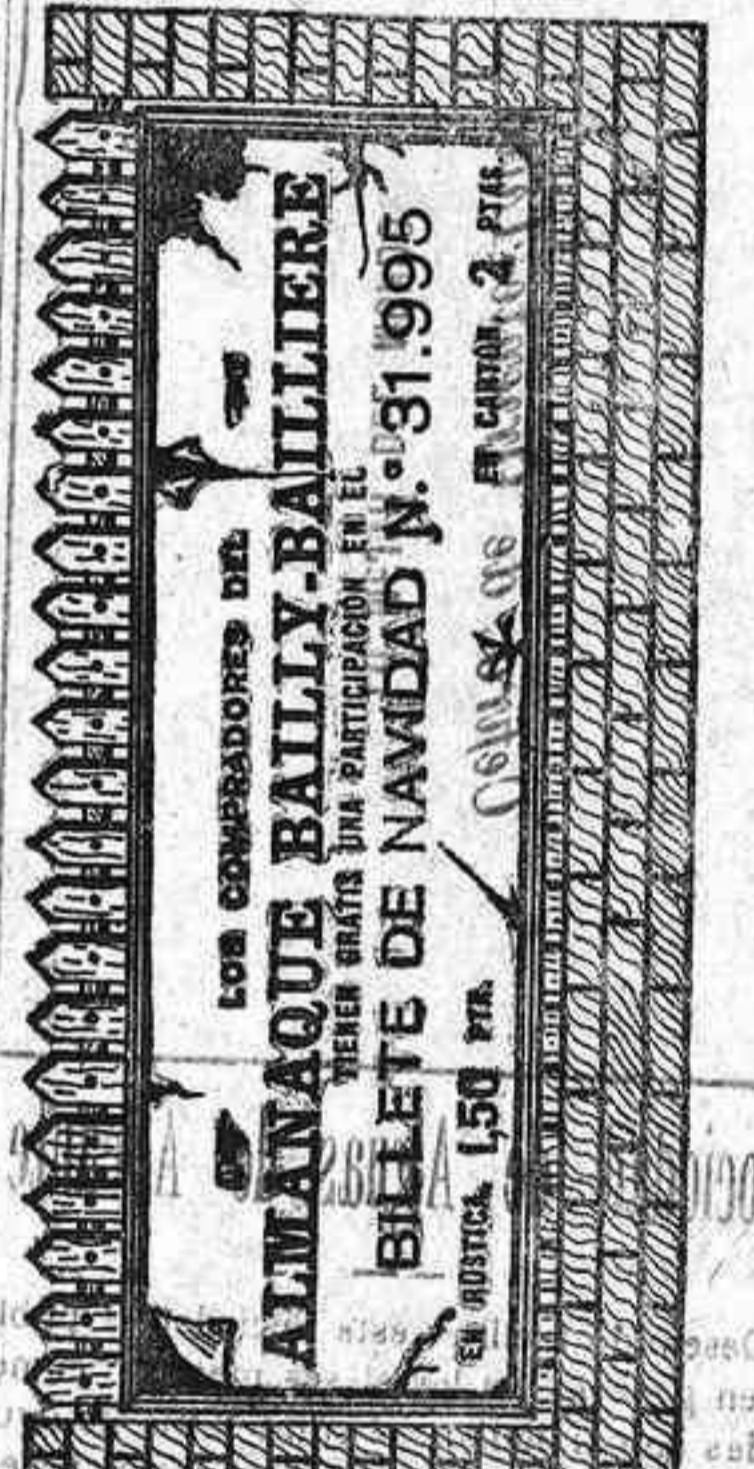 LOS COMPRADORES DEL
ALMANAQUE BAILLY-BAILLIERE
TIENEN GRATIS UNA PARTICIPACIÓN EN EL
BILLETE DE NAVIDAD N.º 31.995
EN RÚSTICA, 1,50 PTS. EN CARTÓN, 2 PTAS.